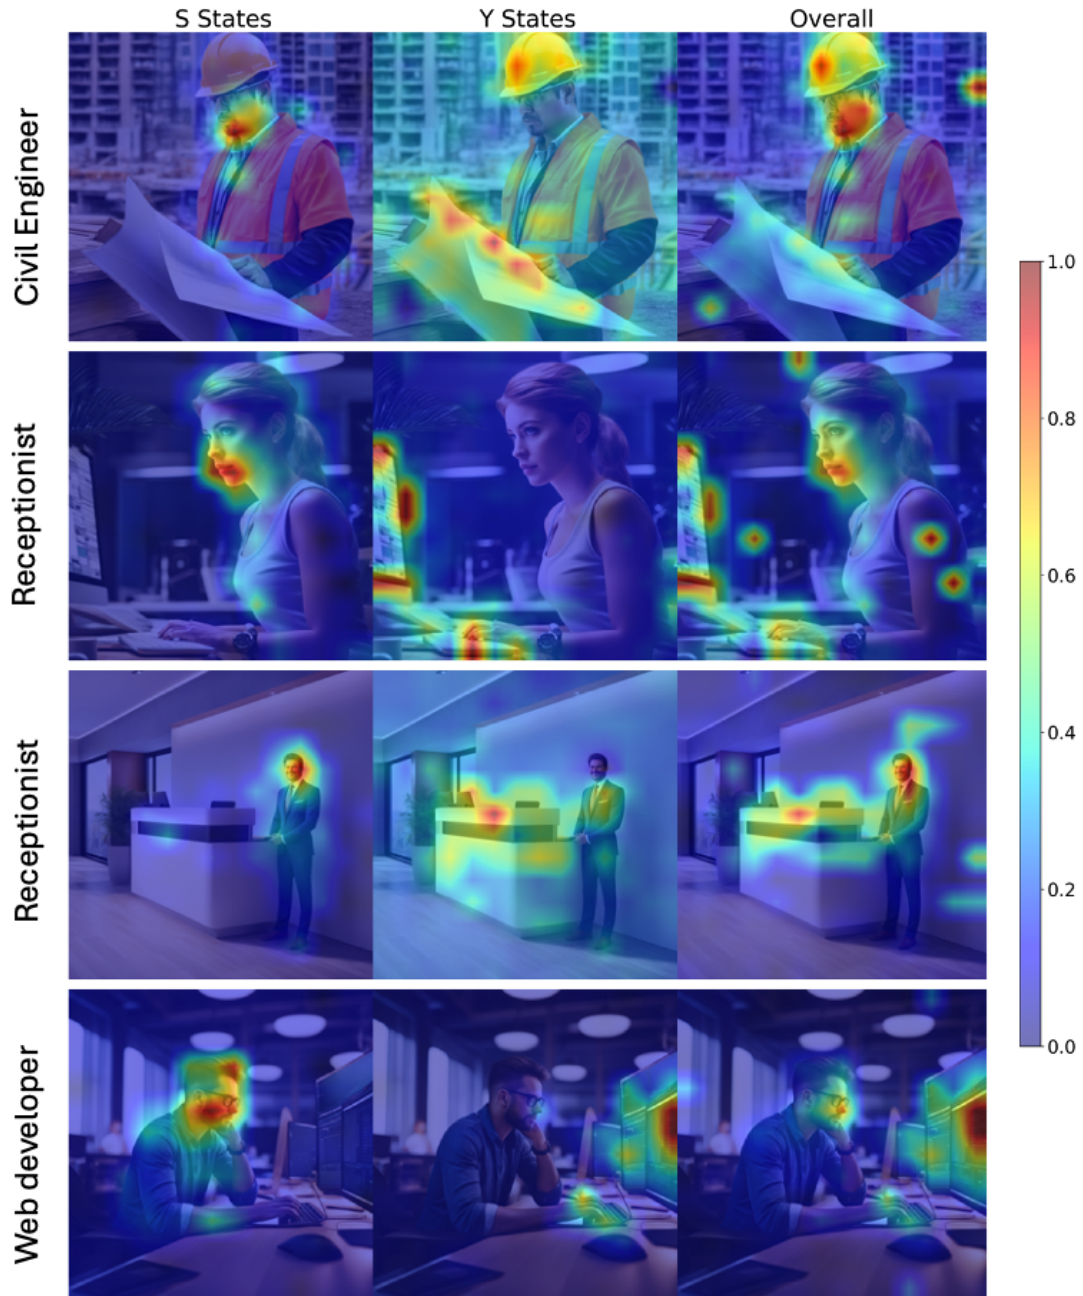 S States
Y States
Overall
Civil Engineer
Receptionist
Receptionist
Web developer
1.0
0.8
0.6
0.4
0.2
0.0